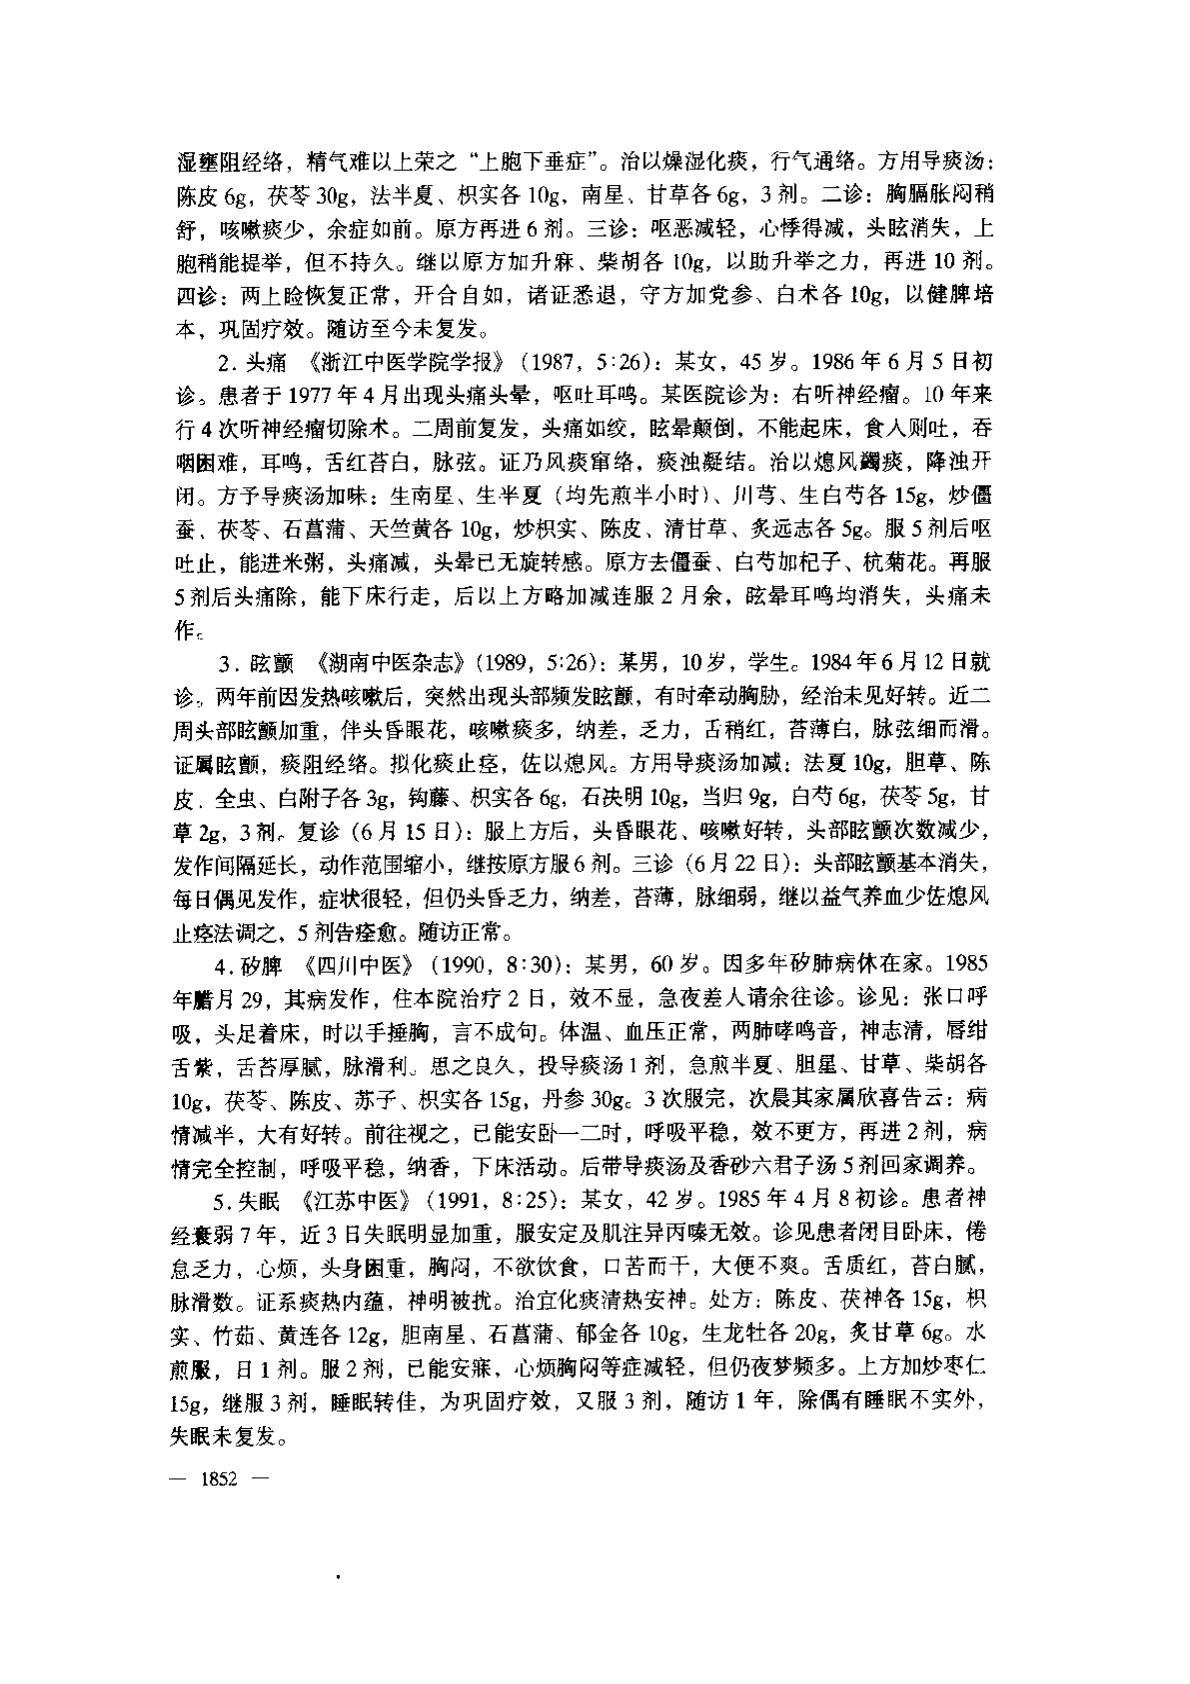 湿壅阻经络，精气难以上荣之“上胞下垂症”。治以燥湿化痰，行气通络。方用导痰汤：
陈皮 6g，茯苓 30g，法半夏、枳实各 10g，南星、甘草各 6g，3 剂。二诊：胸膈胀闷稍
舒，咳嗽痰少，余症如前。原方再进 6 剂。三诊：呕恶减轻，心悸得减，头眩消失，上
胞稍能提举，但不持久。继以原方加升麻、柴胡各 10g，以助升举之力，再进 10 剂。
四诊：两上睑恢复正常，开合自如，诸证悉退，守方加党参、白术各 10g，以健脾培
本，巩固疗效。随访至今未复发。
2. 头痛 《浙江中医学院学报》（1987，5:26）：某女，45 岁。1986 年 6 月 5 日初
诊。患者于 1977 年 4 月出现头痛头晕，呕吐耳鸣。某医院诊为：右听神经瘤。10 年来
行 4 次听神经瘤切除术。二周前复发，头痛如绞，眩晕颠倒，不能起床，食入则吐，吞
咽困难，耳鸣，舌红苔白，脉弦。证乃风痰窜络，痰浊凝结。治以熄风蠲痰，降浊开
闭。方予导痰汤加味：生南星、生半夏（均先煎半小时）、川芎、生白芍各 15g，炒僵
蚕、茯苓、石菖蒲、天竺黄各 10g，炒枳实、陈皮、清甘草、炙远志各 5g。服 5 剂后呕
吐止，能进米粥，头痛减，头晕已无旋转感。原方去僵蚕、白芍加杞子、杭菊花。再服
5 剂后头痛除，能下床行走，后以上方略加减连服 2 月余，眩晕耳鸣均消失，头痛未
作。
3. 眩颤 《湖南中医杂志》（1989，5:26）：某男，10 岁，学生。1984 年 6 月 12 日就
诊。两年前因发热咳嗽后，突然出现头部频发眩颤，有时牵动胸胁，经治未见好转。近二
周头部眩颤加重，伴头昏眼花，咳嗽痰多，纳差，乏力，舌稍红，苔薄白，脉弦细而滑。
证属眩颤，痰阻经络。拟化痰止痉，佐以熄风。方用导痰汤加减：法夏 10g，胆草、陈
皮、全虫、白附子各 3g，钩藤、枳实各 6g，石决明 10g，当归 9g，白芍 6g，茯苓 5g，甘
草 2g，3 剂。复诊（6 月 15 日）：服上方后，头昏眼花、咳嗽好转，头部眩颤次数减少，
发作间隔延长，动作范围缩小，继按原方服 6 剂。三诊（6 月 22 日）：头部眩颤基本消失，
每日偶见发作，症状很轻，但仍头昏乏力，纳差，苔薄，脉细弱，继以益气养血少佐熄风
止痉法调之，5 剂告痊愈。随访正常。
4. 矽脾 《四川中医》（1990，8:30）：某男，60 岁。因多年矽肺病休在家。1985
年腊月 29，其病发作，住本院治疗 2 日，效不显，急夜差人请余往诊。诊见：张口呼
吸，头足着床，时以手捶胸，言不成句。体温、血压正常，两肺哮鸣音，神志清，唇绀
舌紫，舌苔厚腻，脉滑利。思之良久，投导痰汤 1 剂，急煎半夏、胆星、甘草、柴胡各
10g，茯苓、陈皮、苏子、枳实各 15g，丹参 30g。3 次服完，次晨其家属欣喜告云：病
情减半，大有好转。前往视之，已能安卧一二时，呼吸平稳，效不更方，再进 2 剂，病
情完全控制，呼吸平稳，纳香，下床活动。后带导痰汤及香砂六君子汤 5 剂回家调养。
5. 失眠 《江苏中医》（1991，8:25）：某女，42 岁。1985 年 4 月 8 初诊。患者神
经衰弱 7 年，近 3 日失眠明显加重，服安定及肌注异丙嗪无效。诊见患者闭目卧床，倦
怠乏力，心烦，头身困重，胸闷，不欲饮食，口苦而干，大便不爽。舌质红，苔白腻，
脉滑数。证系痰热内蕴，神明被扰。治宜化痰清热安神。处方：陈皮、茯神各 15g，枳
实、竹茹、黄连各 12g，胆南星、石菖蒲、郁金各 10g，生龙牡各 20g，炙甘草 6g。水
煎服，日 1 剂。服 2 剂，已能安寐，心烦胸闷等症减轻，但仍夜梦频多。上方加炒枣仁
15g，继服 3 剂，睡眠转佳，为巩固疗效，又服 3 剂，随访 1 年，除偶有睡眠不实外，
失眠未复发。
— 1852 —